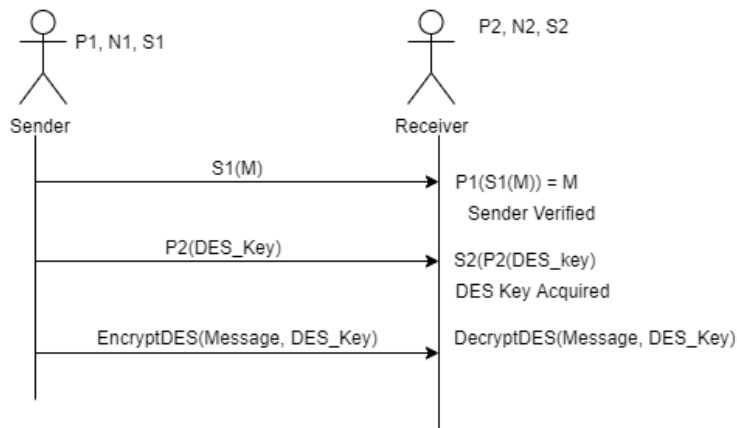 P1, N1, S1
P2, N2, S2
Sender
Receiver
S1(M)
P1(S1(M)) = M
Sender Verified
P2(DES_Key)
S2(P2(DES_key)
DES Key Acquired
EncryptDES(Message, DES_Key)
DecryptDES(Message, DES_Key)